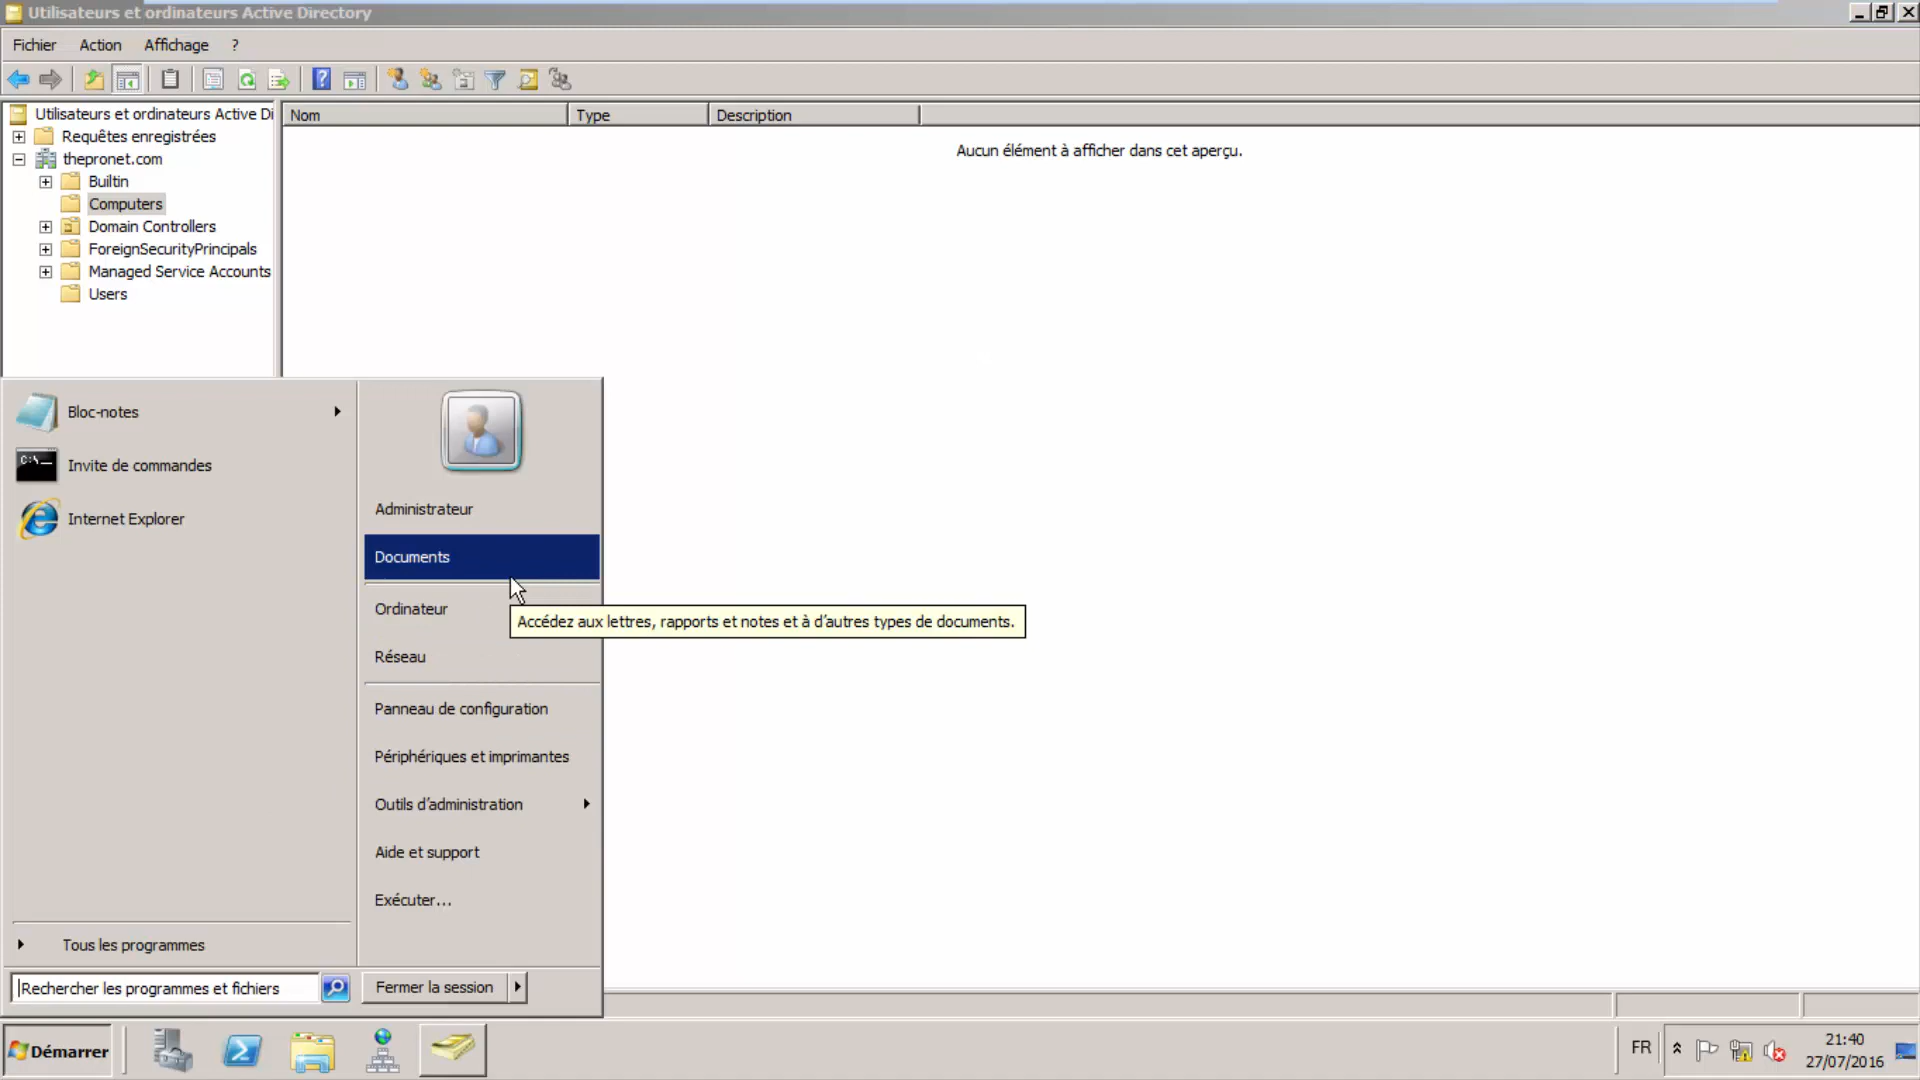 Utilisateurs et ordinateurs Active Directory
Fichier Action Affichage ?
Utilisateurs et ordinateurs Active Di
Nom Type Description
Requêtes enregistrées
Aucun élément à afficher dans cet aperçu.
thepronet.com
Builtin
Computers
Domain Controllers
ForeignSecurityPrincipals
Managed Service Accounts
Users
Bloc-notes
Invite de commandes
Internet Explorer
Administrateur
Documents
Ordinateur
Accédez aux lettres, rapports et notes et à d'autres types de documents.
Réseau
Panneau de configuration
Périphériques et imprimantes
Outils d'administration
Aide et support
Exécuter...
Tous les programmes
Rechercher les programmes et fichiers
Fermer la session
Démarrer
FR
21:40
27/07/2016